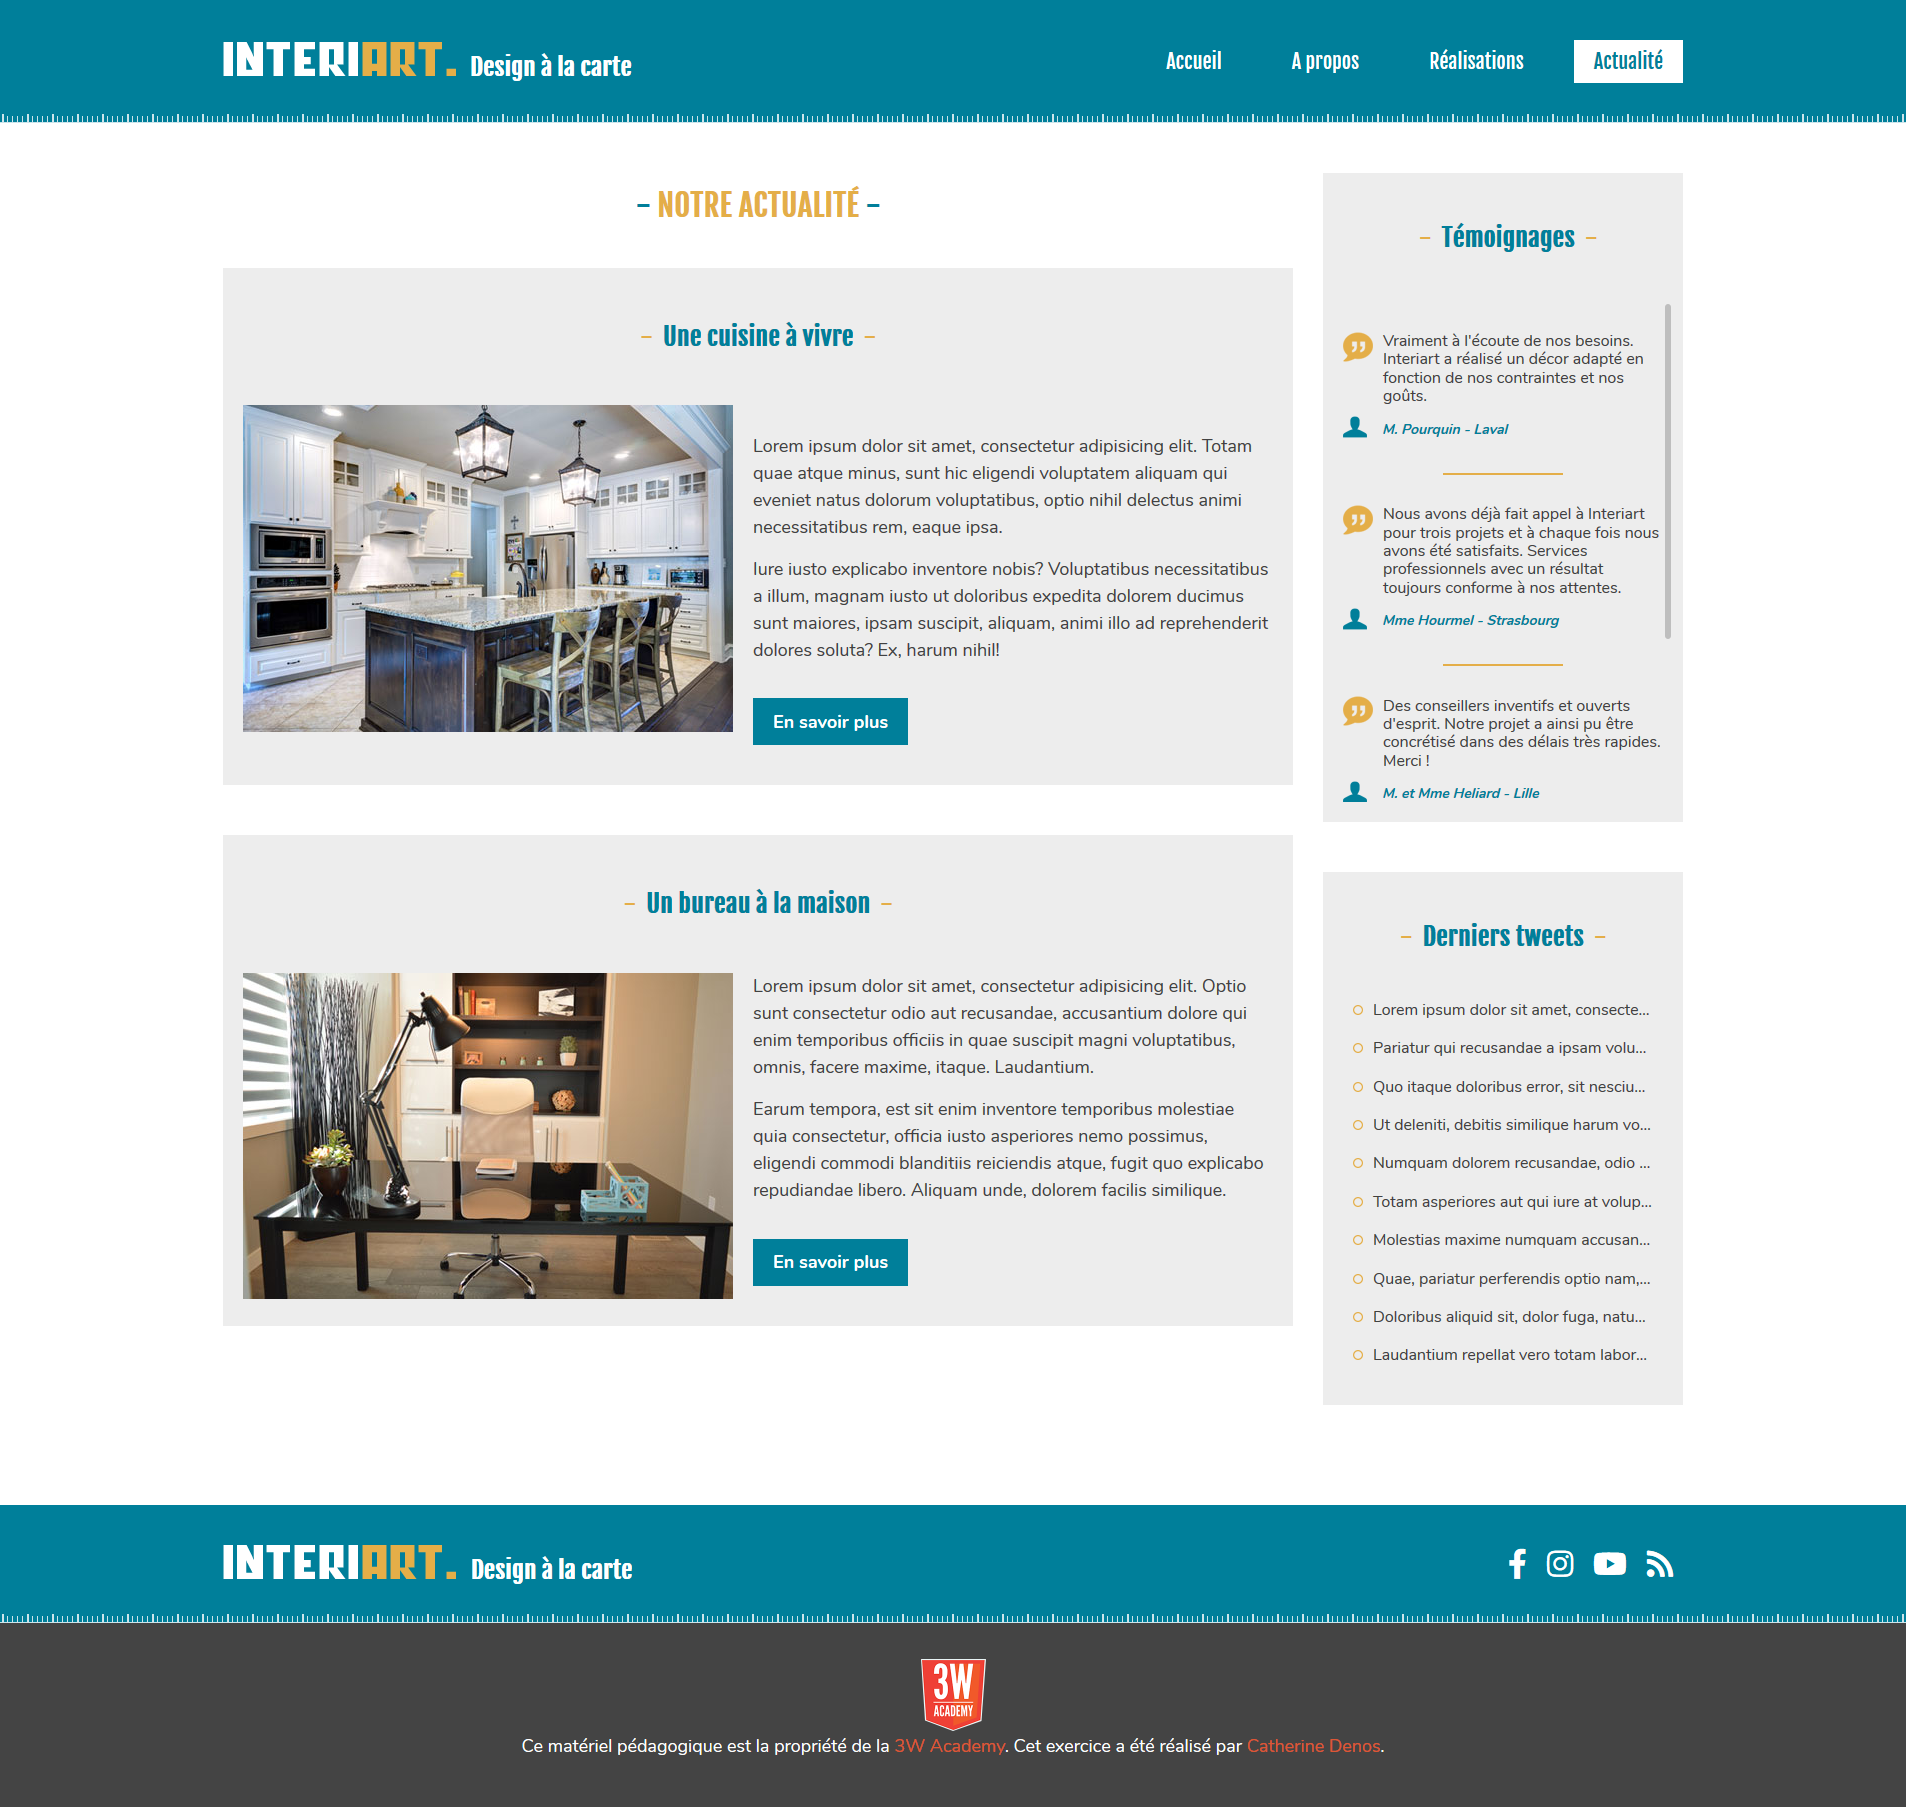 INTERIART. Design à la carte
Accueil
A propos
Réalisations
Actualité
– NOTRE ACTUALITÉ –
– Une cuisine à vivre –
Lorem ipsum dolor sit amet, consectetur adipisicing elit. Totam
quae atque minus, sunt hic eligendi voluptatem aliquam qui
eveniet natus dolorum voluptatibus, optio nihil delectus animi
necessitatibus rem, eaque ipsa.
Iure iusto explicabo inventore nobis? Voluptatibus necessitatibus
a illum, magnam iusto ut doloribus expedita dolorem ducimus
sunt maiores, ipsam suscipit, aliquam, animi illo ad reprehenderit
dolores soluta? Ex, harum nihil!
En savoir plus
– Un bureau à la maison –
Lorem ipsum dolor sit amet, consectetur adipisicing elit. Optio
sunt consectetur odio aut recusandae, accusantium dolore qui
enim temporibus officiis in quae suscipit magni voluptatibus,
omnis, facere maxime, itaque. Laudantium.
Earum tempora, est sit enim inventore temporibus molestiae
quia consectetur, officia iusto asperiores nemo possimus,
eligendi commodi blanditiis reiciendis atque, fugit quo explicabo
repudiandae libero. Aliquam unde, dolorem facilis similique.
En savoir plus
– Témoignages –
Vraiment à l'écoute de nos besoins.
Interiart a réalisé un décor adapté en
fonction de nos contraintes et nos
goûts.
M. Pourquin - Laval
Nous avons déjà fait appel à Interiart
pour trois projets et à chaque fois nous
avons été satisfaits. Services
professionnels avec un résultat
toujours conforme à nos attentes.
Mme Hourmel - Strasbourg
Des conseillers inventifs et ouverts
d'esprit. Notre projet a ainsi pu être
concrétisé dans des délais très rapides.
Merci !
M. et Mme Heliard - Lille
– Derniers tweets –
Lorem ipsum dolor sit amet, consecte...
Pariatur qui recusandae a ipsam volu...
Quo itaque doloribus error, sit nesciu...
Ut deleniti, debitis similique harum vo...
Numquam dolorem recusandae, odio ...
Totam asperiores aut qui iure at volup...
Molestias maxime numquam accusan...
Quae, pariatur perferendis optio nam,...
Doloribus aliquid sit, dolor fuga, natu...
Laudantium repellat vero totam labor...
INTERIART. Design à la carte
3W
ACADEMY
Ce matériel pédagogique est la propriété de la 3W Academy. Cet exercice a été réalisé par Catherine Denos.